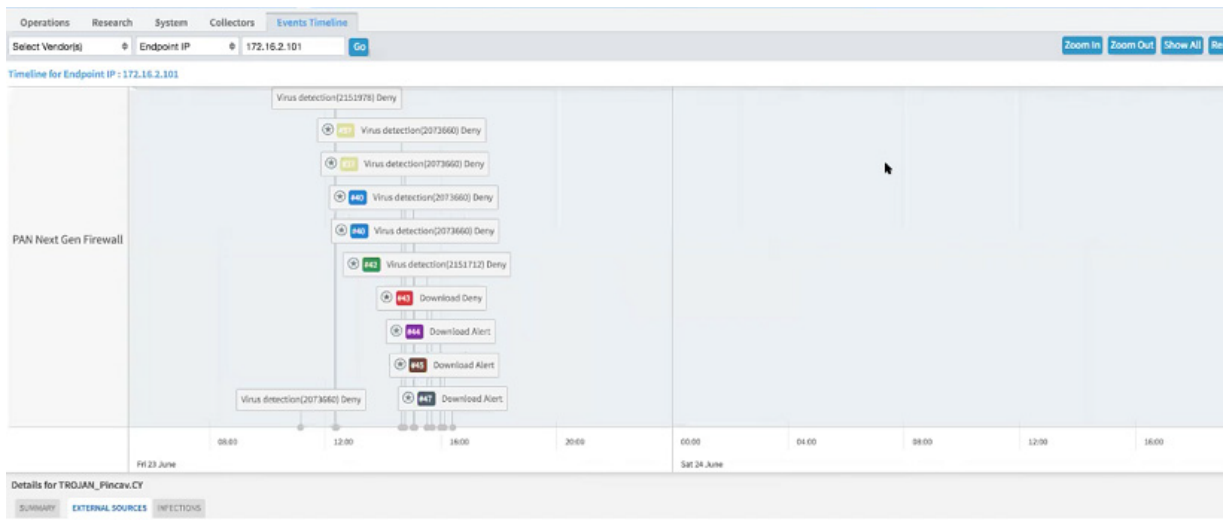 Operations Research System Collectors Events Timeline
Select Vendor(s) Endpoint IP 172.16.2.101 Go Zoom In Zoom Out Show All Re
Timeline for Endpoint IP : 172.16.2.101
Virus detection(2151978) Deny
Virus detection(2073660) Deny
Virus detection(2073660) Deny
#40 Virus detection(2073660) Deny
#40 Virus detection(2073660) Deny
PAN Next Gen Firewall
#42 Virus detection(2151712) Deny
#43 Download Deny
#44 Download Alert
#45 Download Alert
Virus detection(2073660) Deny #47 Download Alert
08:00 12:00 16:00 20:00 00:00 04:00 08:00 12:00 16:00
Fri 23 June Sat 24 June
Details for TROJAN_Pincav.CY
SUMMARY EXTERNAL SOURCES INFECTIONS